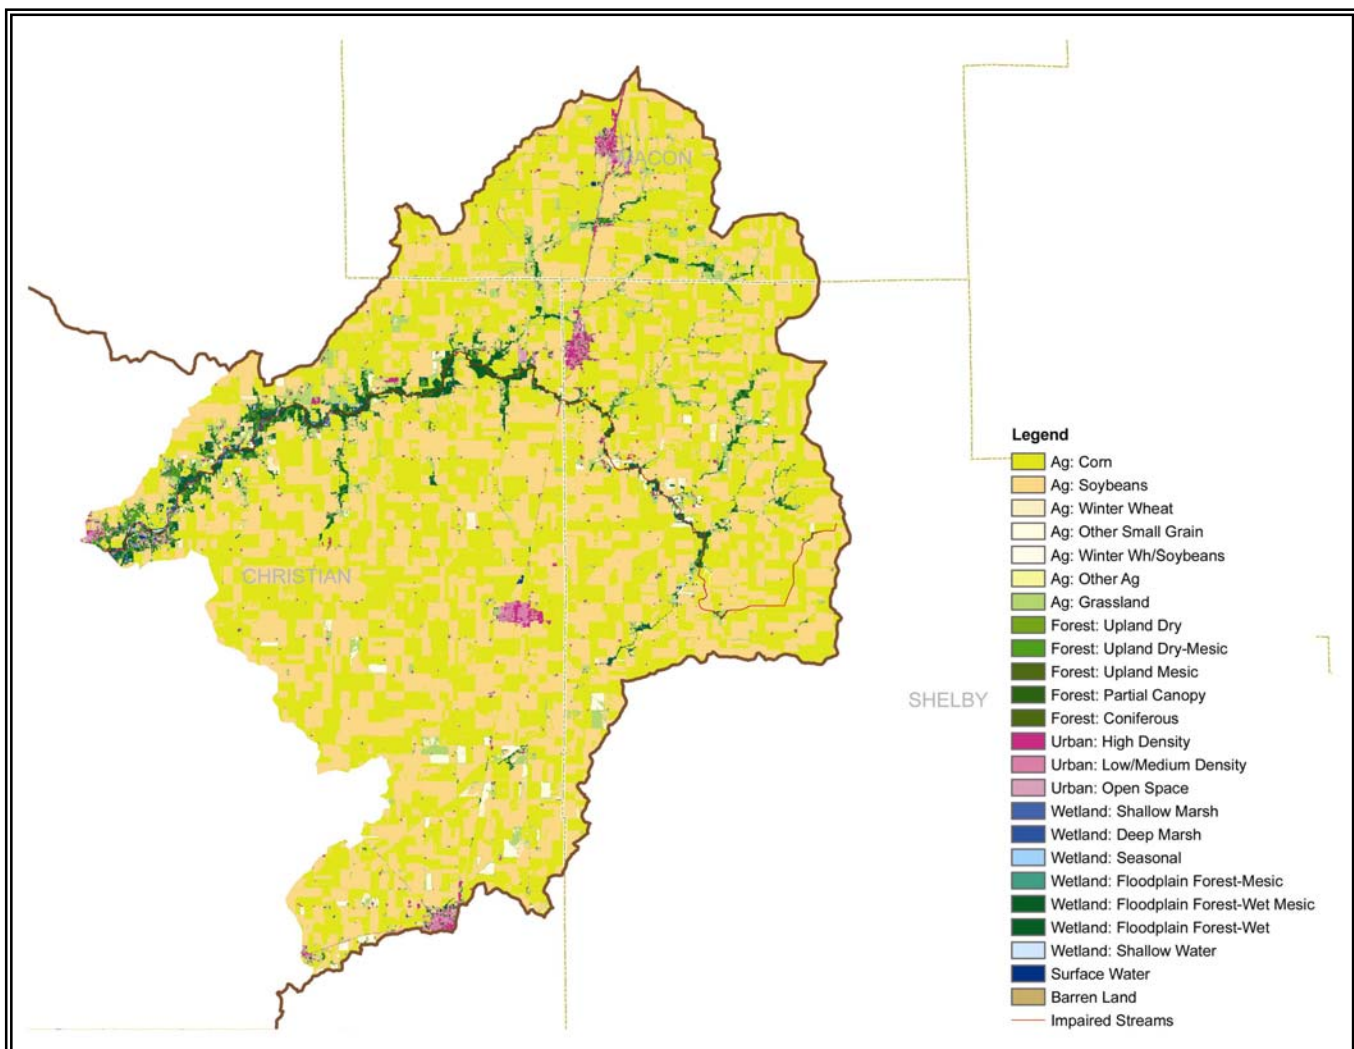 MACON
CHRISTIAN
SHELBY
Legend
Ag: Corn
Ag: Soybeans
Ag: Winter Wheat
Ag: Other Small Grain
Ag: Winter Wh/Soybeans
Ag: Other Ag
Ag: Grassland
Forest: Upland Dry
Forest: Upland Dry-Mesic
Forest: Upland Mesic
Forest: Partial Canopy
Forest: Coniferous
Urban: High Density
Urban: Low/Medium Density
Urban: Open Space
Wetland: Shallow Marsh
Wetland: Deep Marsh
Wetland: Seasonal
Wetland: Floodplain Forest-Mesic
Wetland: Floodplain Forest-Wet Mesic
Wetland: Floodplain Forest-Wet
Wetland: Shallow Water
Surface Water
Barren Land
Impaired Streams